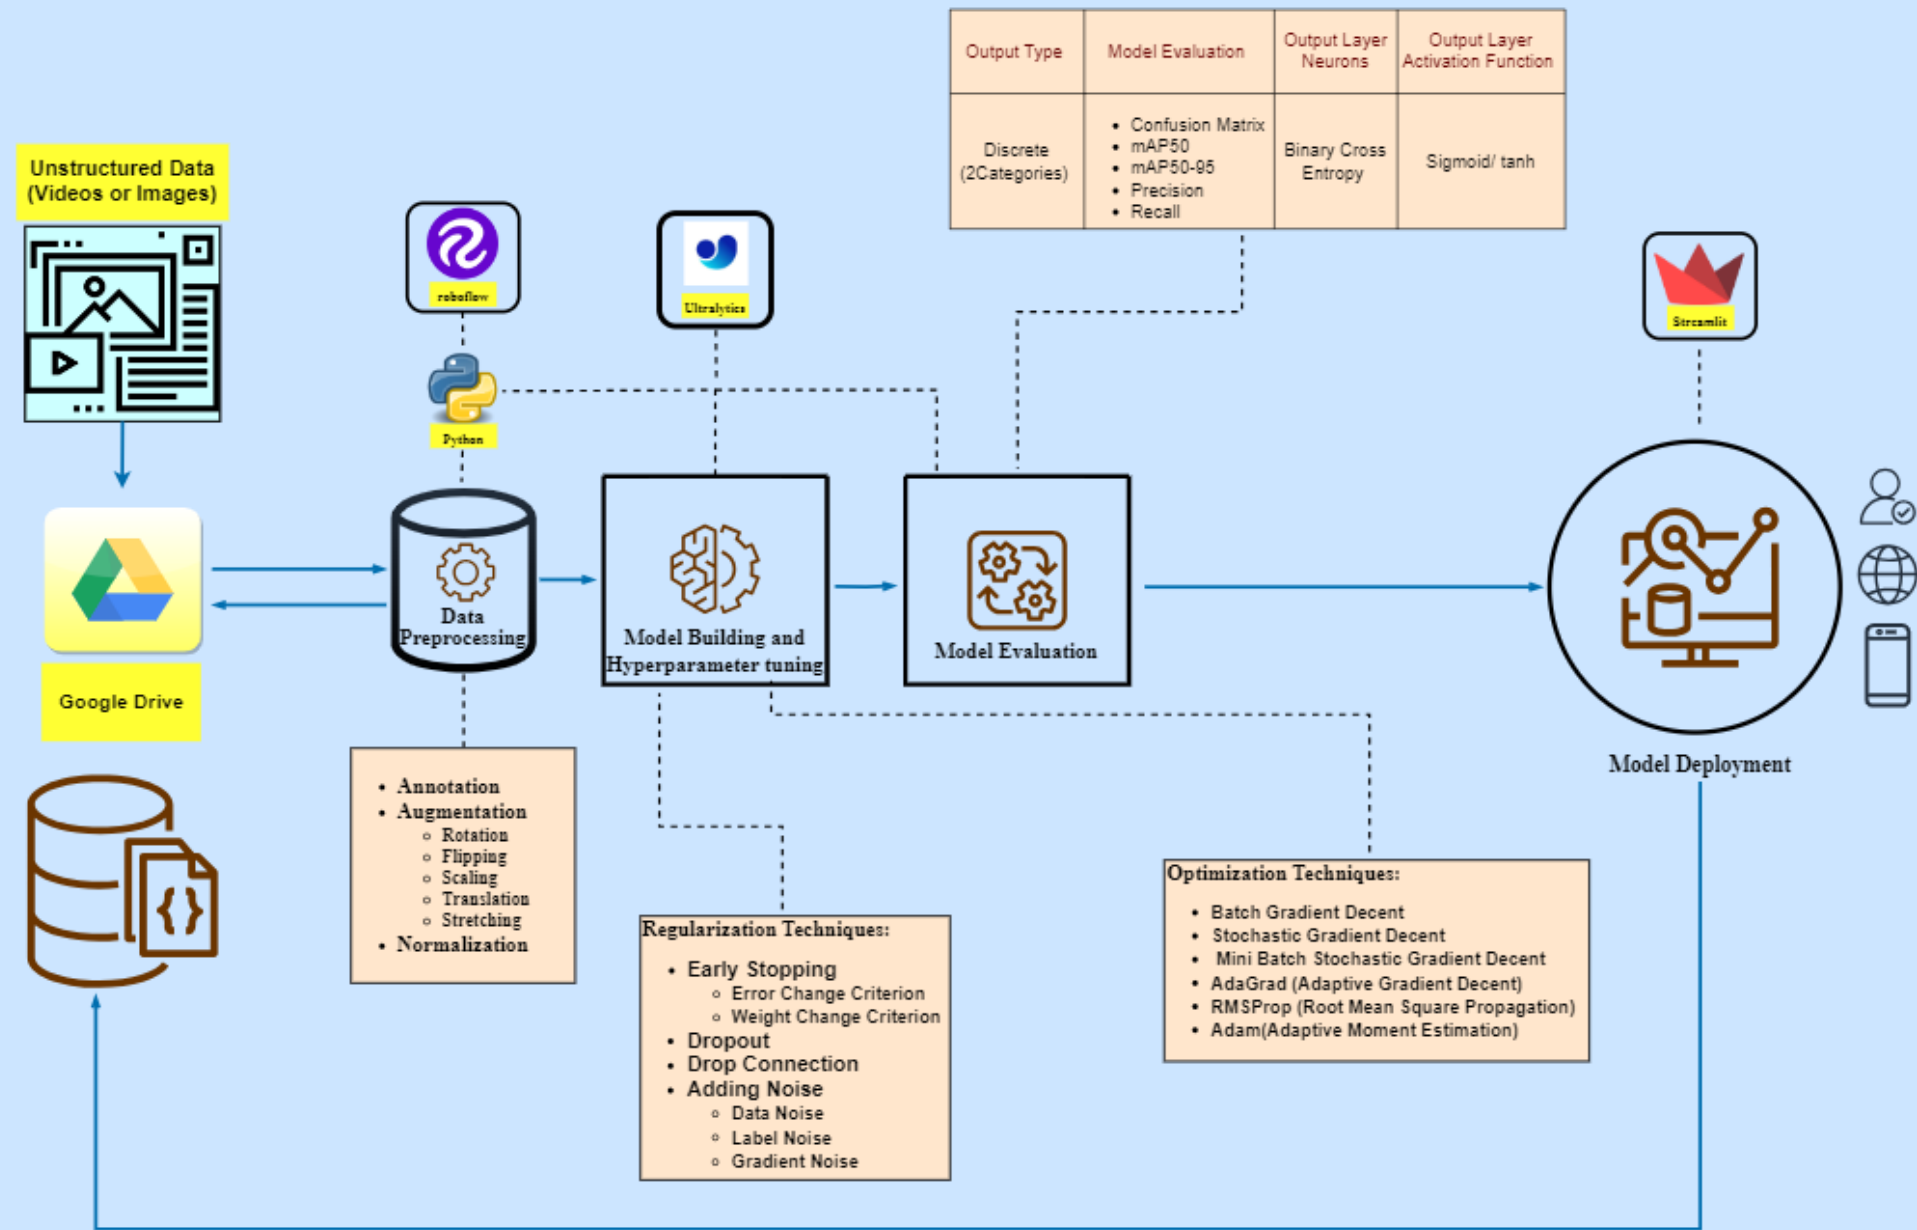 Output Type
Model Evaluation
Output Layer
Neurons
Output Layer
Activation Function
Discrete
(2Categories)
• Confusion Matrix
• mAP50
• mAP50-95
• Precision
• Recall
Binary Cross
Entropy
Sigmoid/ tanh
Unstructured Data
(Videos or Images)
roboflow
Ultralytics
Streamlit
Python
Google Drive
Data
Preprocessing
Model Building and
Hyperparameter tuning
Model Evaluation
Model Deployment
• Annotation
• Augmentation
○ Rotation
○ Flipping
○ Scaling
○ Translation
○ Stretching
• Normalization
Regularization Techniques:
• Early Stopping
○ Error Change Criterion
○ Weight Change Criterion
• Dropout
• Drop Connection
• Adding Noise
○ Data Noise
○ Label Noise
○ Gradient Noise
Optimization Techniques:
• Batch Gradient Decent
• Stochastic Gradient Decent
• Mini Batch Stochastic Gradient Decent
• AdaGrad (Adaptive Gradient Decent)
• RMSProp (Root Mean Square Propagation)
• Adam(Adaptive Moment Estimation)
{}